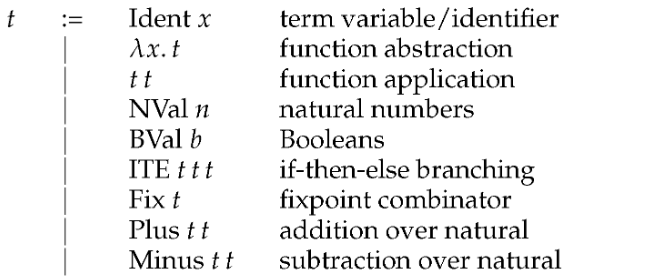 t := Ident x term variable/identifier
| λx. t function abstraction
| t t function application
| NVal n natural numbers
| BVal b Booleans
| ITE t t t if-then-else branching
| Fix t fixpoint combinator
| Plus t t addition over natural
| Minus t t subtraction over natural